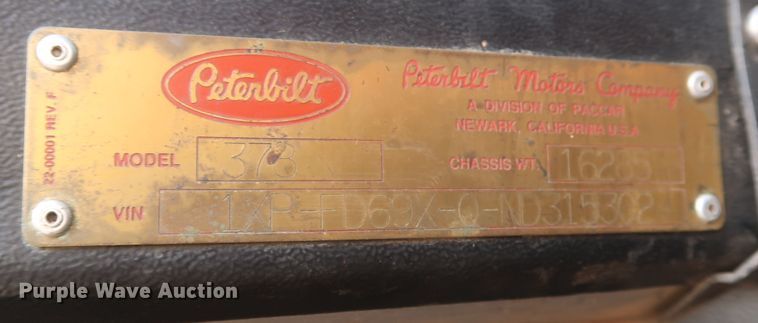 22-00001 REV. F
Peterbilt
Peterbilt Motors Company
A DIVISION OF PACCAR
NEWARK, CALIFORNIA U.S.A
MODEL 378
CHASSIS WT. 16285
VIN 1XP-FD69X-0-ND315302
Purple Wave Auction